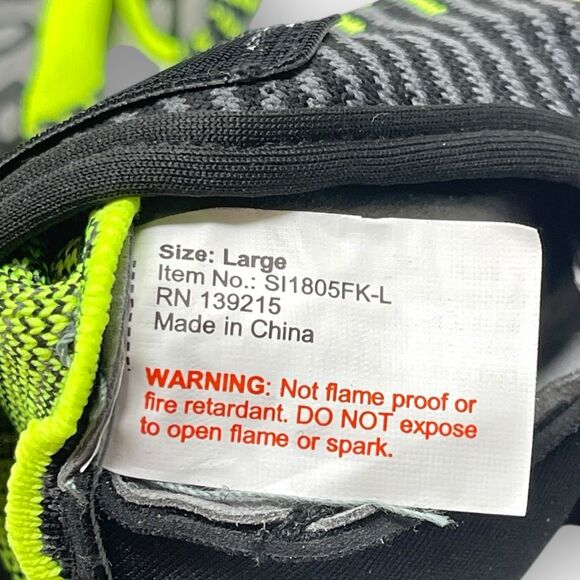 Size: Large
Item No.: SI1805FK-L
RN 139215
Made in China
WARNING: Not flame proof or
fire retardant. DO NOT expose
to open flame or spark.